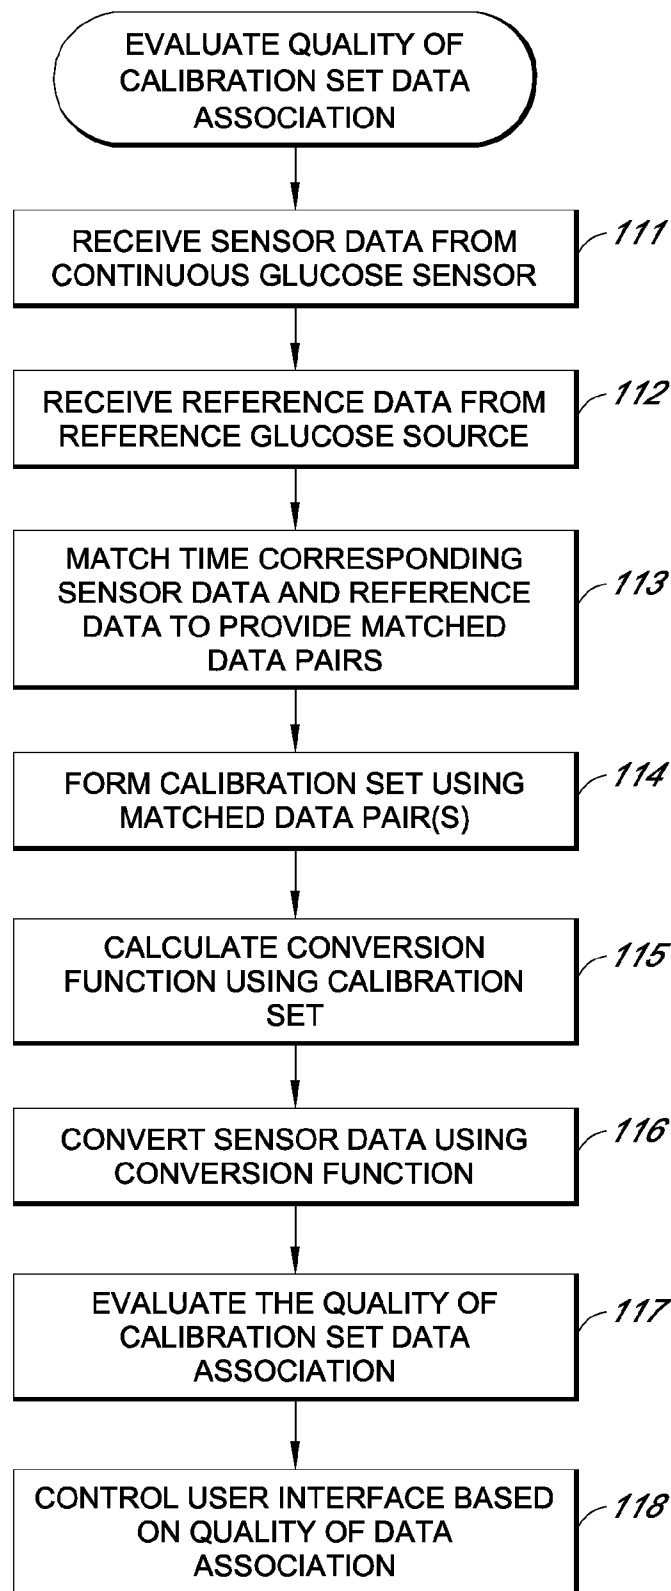 EVALUATE QUALITY OF
CALIBRATION SET DATA
ASSOCIATION
RECEIVE SENSOR DATA FROM
CONTINUOUS GLUCOSE SENSOR
111
RECEIVE REFERENCE DATA FROM
REFERENCE GLUCOSE SOURCE
112
MATCH TIME CORRESPONDING
SENSOR DATA AND REFERENCE
DATA TO PROVIDE MATCHED
DATA PAIRS
113
FORM CALIBRATION SET USING
MATCHED DATA PAIR(S)
114
CALCULATE CONVERSION
FUNCTION USING CALIBRATION
SET
115
CONVERT SENSOR DATA USING
CONVERSION FUNCTION
116
EVALUATE THE QUALITY OF
CALIBRATION SET DATA
ASSOCIATION
117
CONTROL USER INTERFACE BASED
ON QUALITY OF DATA
ASSOCIATION
118